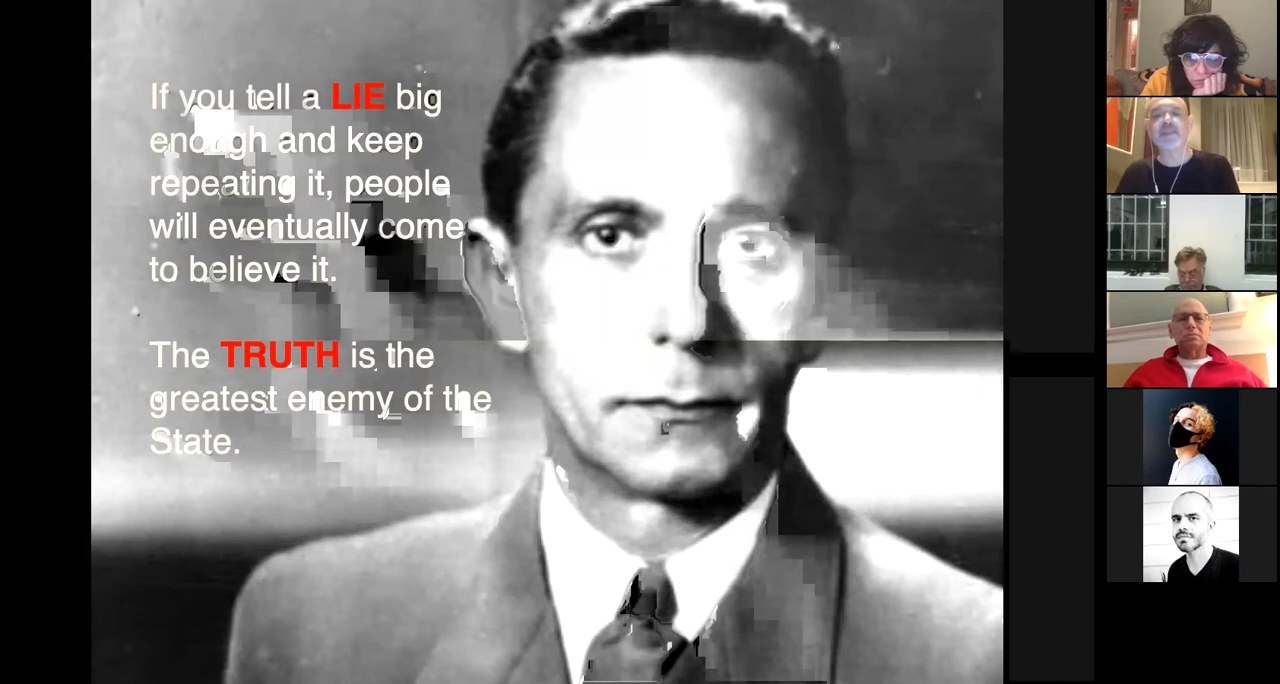 If you tell a LIE big
enough and keep
repeating it, people
will eventually come
to believe it.
The TRUTH is the
greatest enemy of the
State.